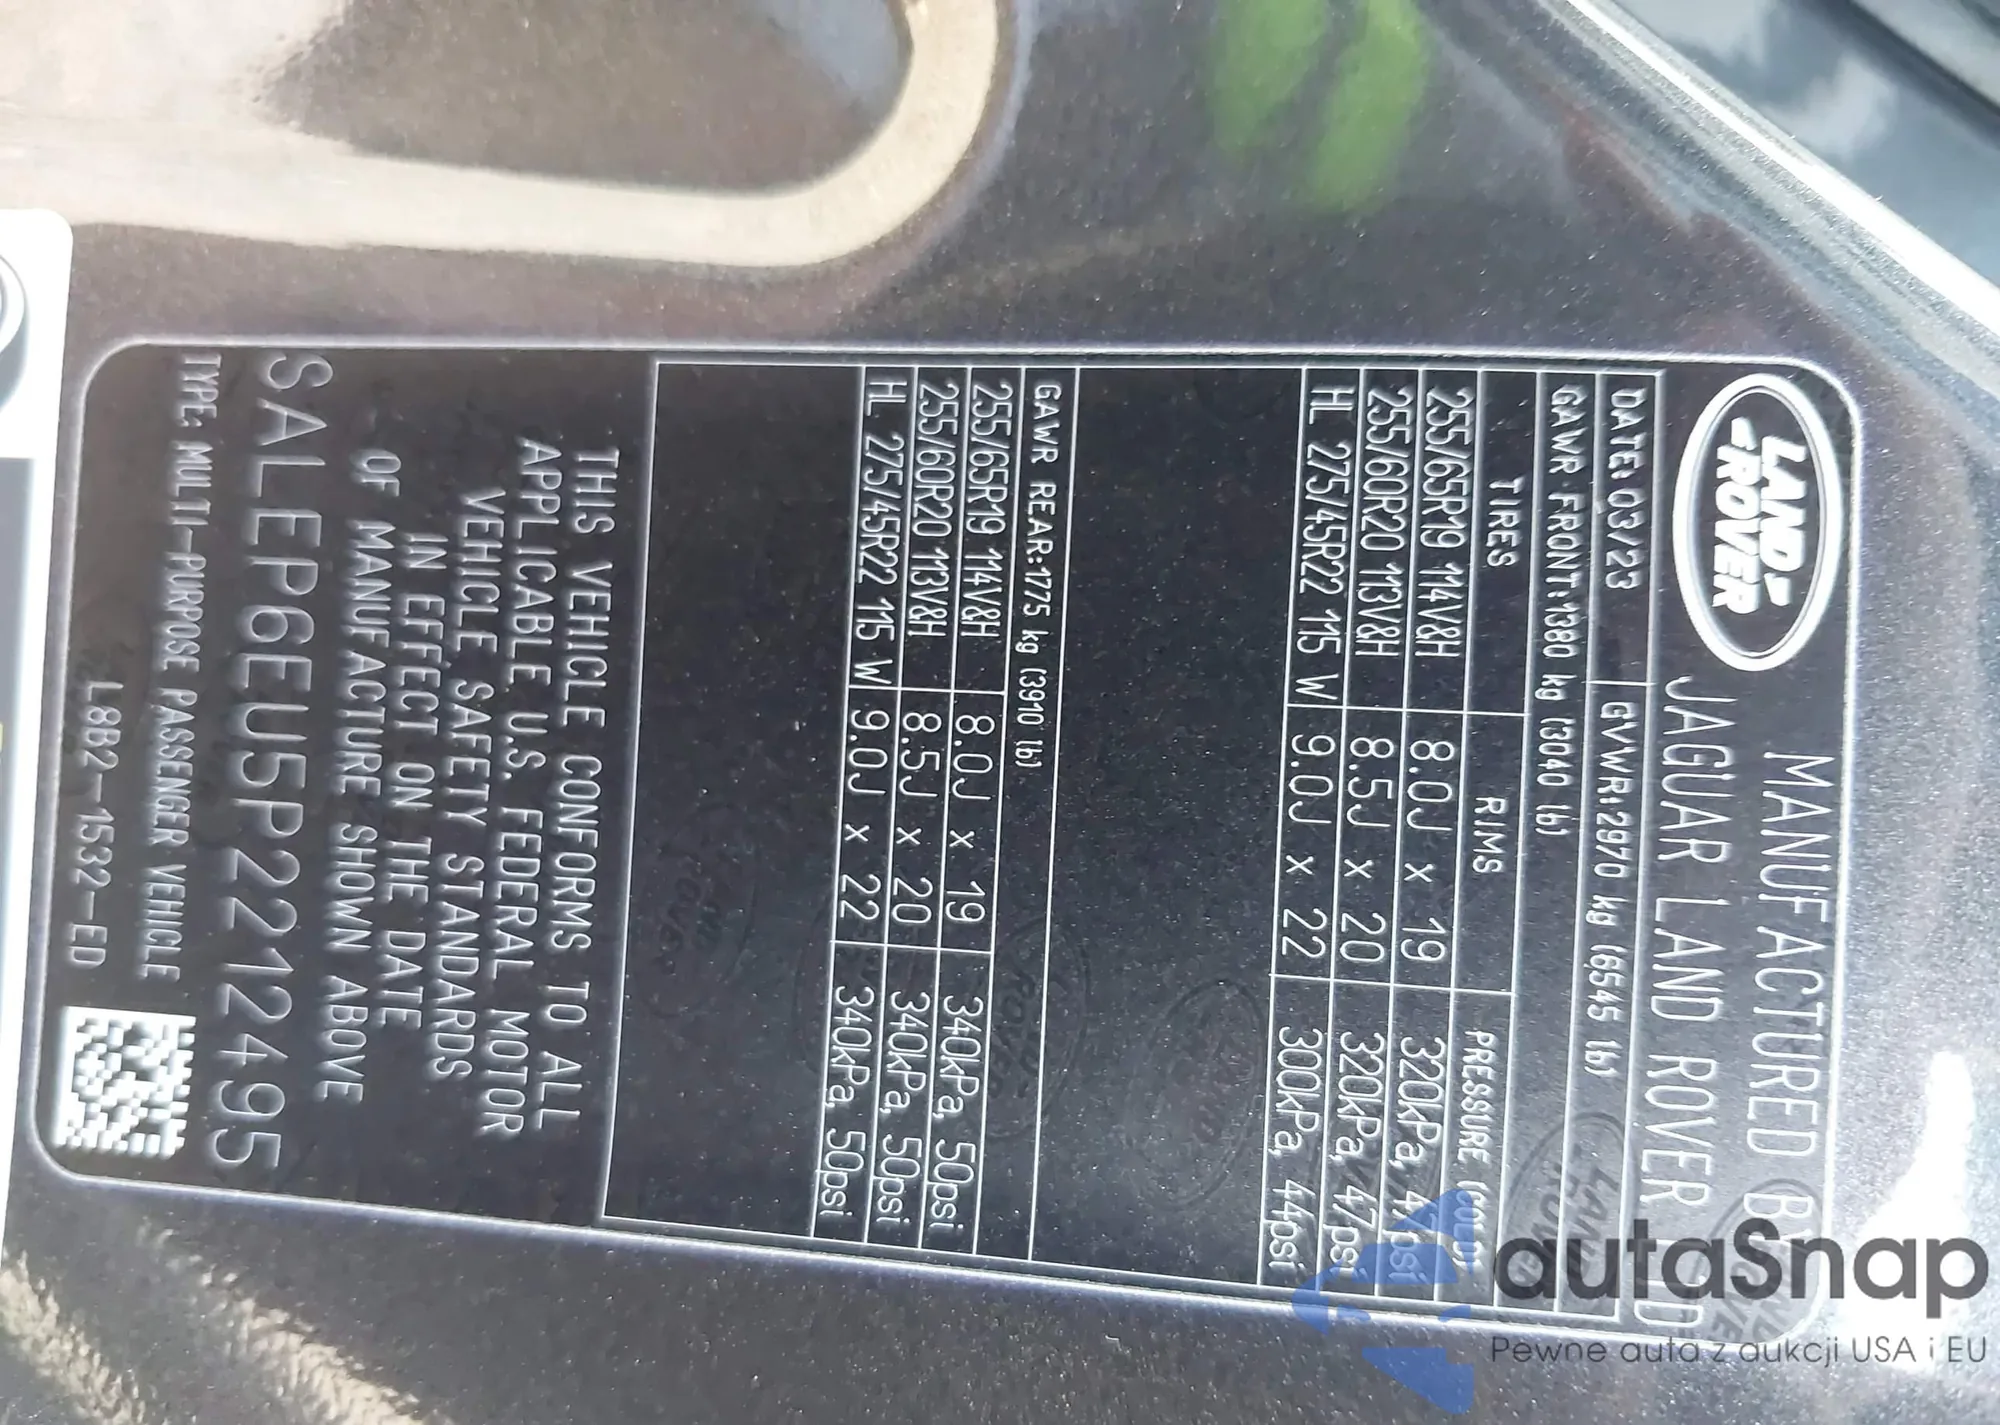 LAND-
-ROVER
MANUFACTURED BY
JAGUAR LAND ROVER LTD
DATE: 03/23 GVWR:2970 kg (6545 lb)
GAWR FRONT:1380 kg (3040 lb)
TIRES RIMS PRESSURE (COLD)
255/65R19 114V&H 8.0J x 19 320kPa, 47psi
255/60R20 113V&H 8.5J x 20 320kPa, 47psi
HL 275/45R22 115 W 9.0J x 22 300kPa, 44psi
GAWR REAR:1775 kg (3910 lb)
255/65R19 114V&H 8.0J x 19 340kPa, 50psi
255/60R20 113V&H 8.5J x 20 340kPa, 50psi
HL 275/45R22 115 W 9.0J x 22 340kPa, 50psi
THIS VEHICLE CONFORMS TO ALL
APPLICABLE U.S. FEDERAL MOTOR
VEHICLE SAFETY STANDARDS
IN EFFECT ON THE DATE
OF MANUFACTURE SHOWN ABOVE
SALEP6EU5P2212495
TYPE: MULTI-PURPOSE PASSENGER VEHICLE
L8B2-1532-ED
autaSnap
Pewne auta z aukcji USA i EU